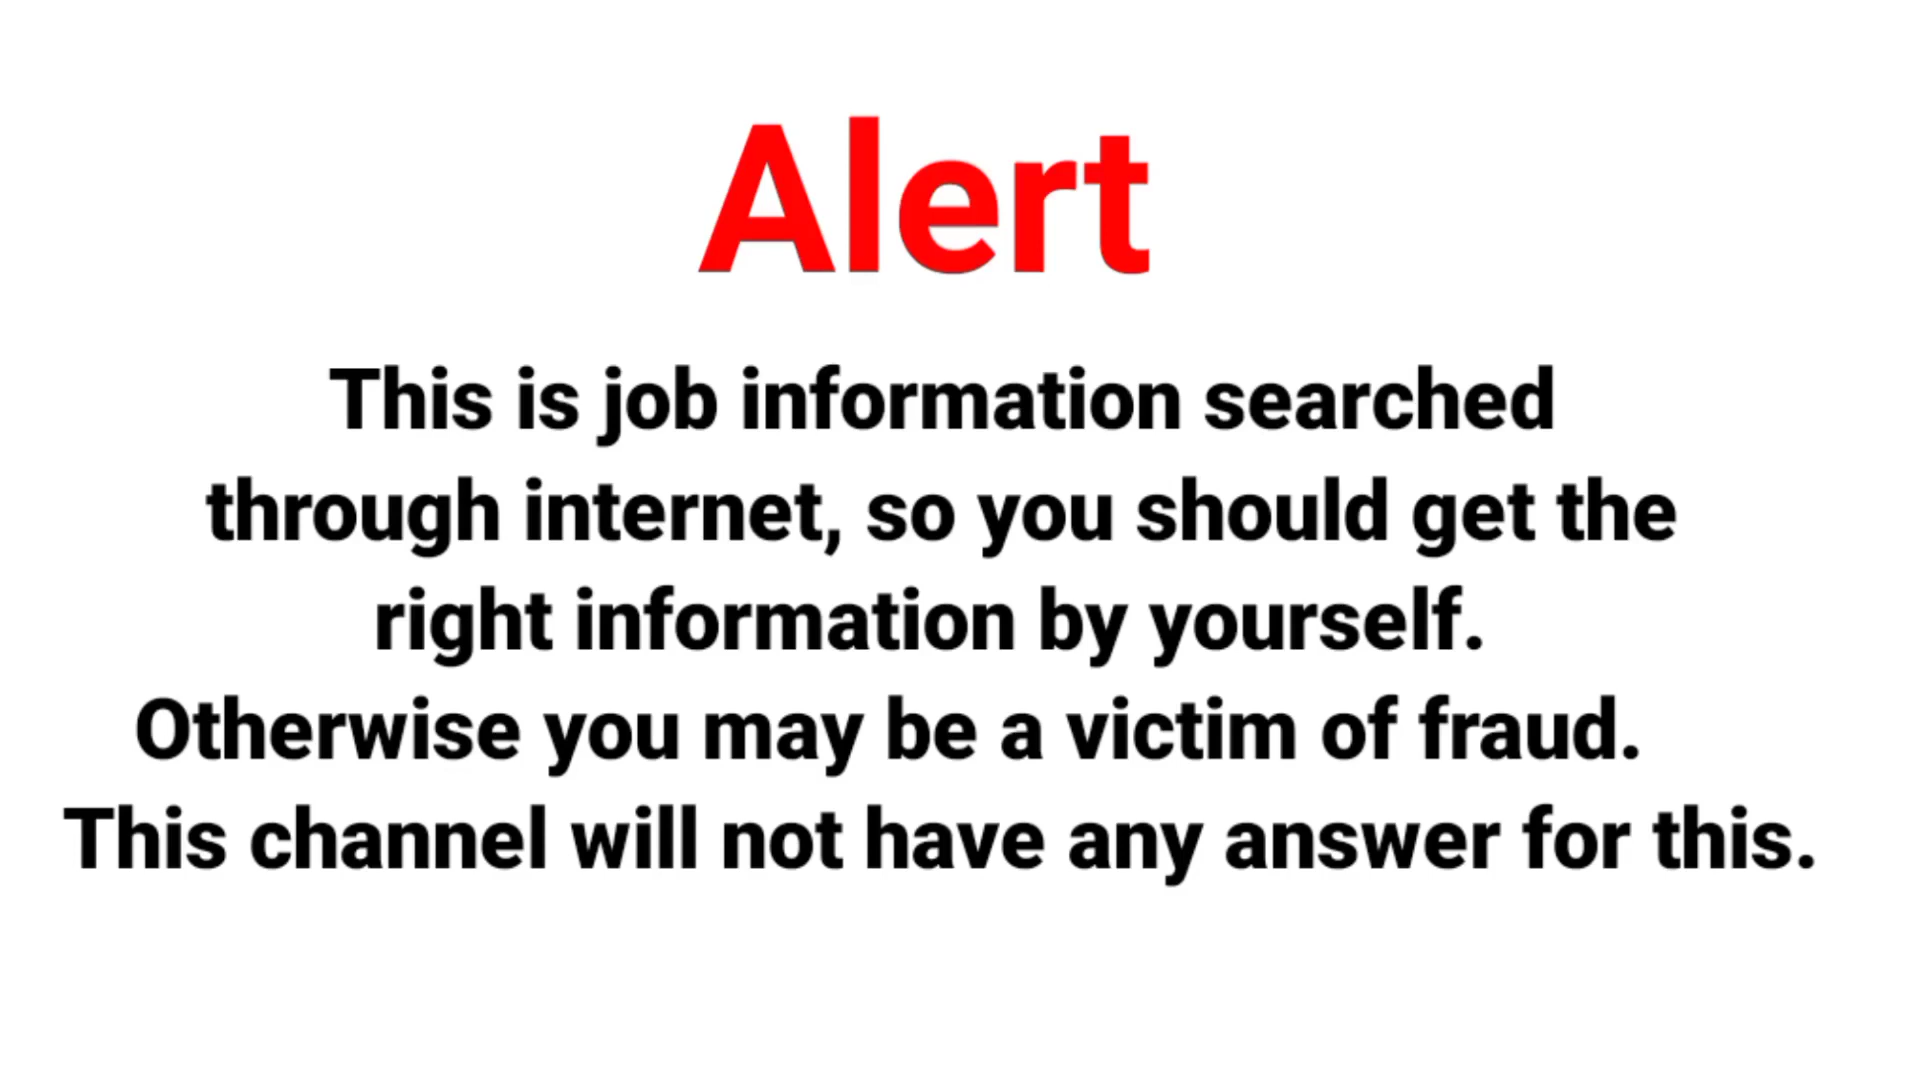 Alert
This is job information searched
through internet, so you should get the
right information by yourself.
Otherwise you may be a victim of fraud.
This channel will not have any answer for this.